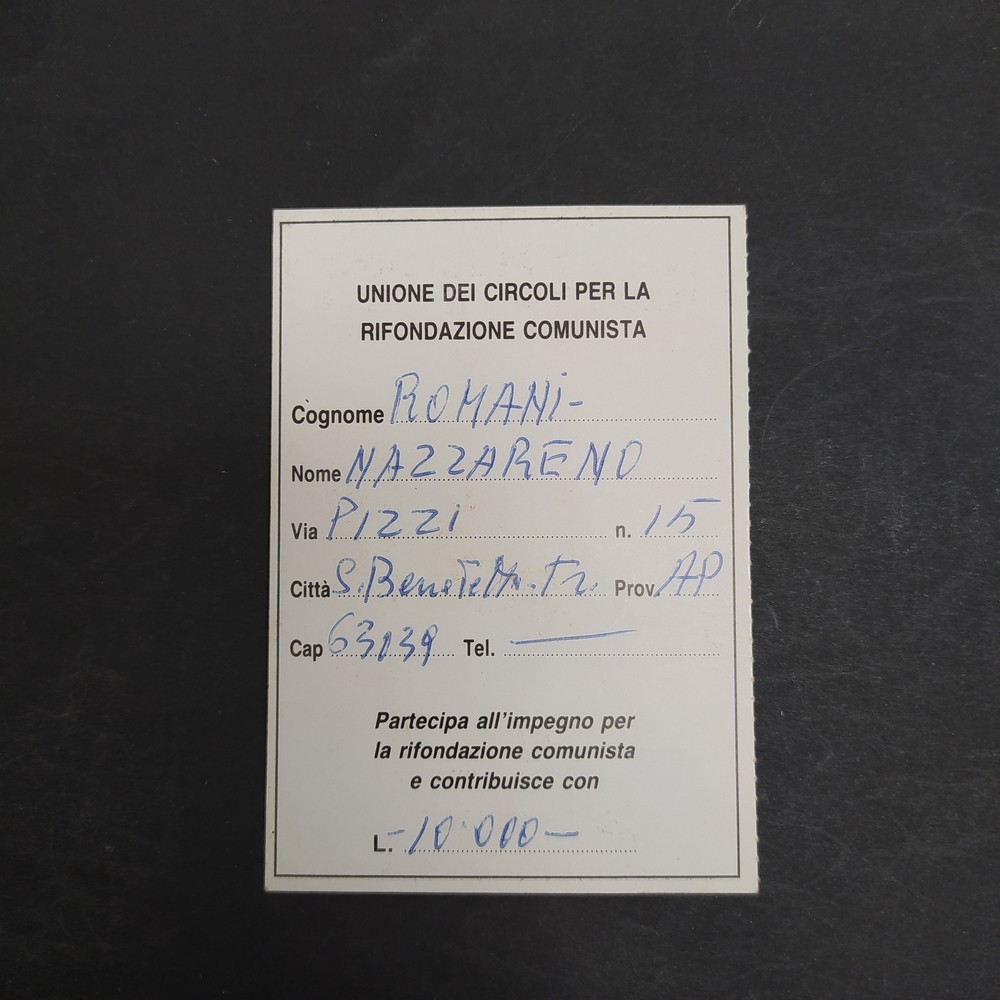 UNIONE DEI CIRCOLI PER LA
RIFONDAZIONE COMUNISTA
Cognome ROMANI-
Nome NAZZARENO
Via PIZZI n. 15
Città S. Benedetto Tr. Prov. AP
Cap 63039 Tel. —
Partecipa all'impegno per
la rifondazione comunista
e contribuisce con
L. -10.000-